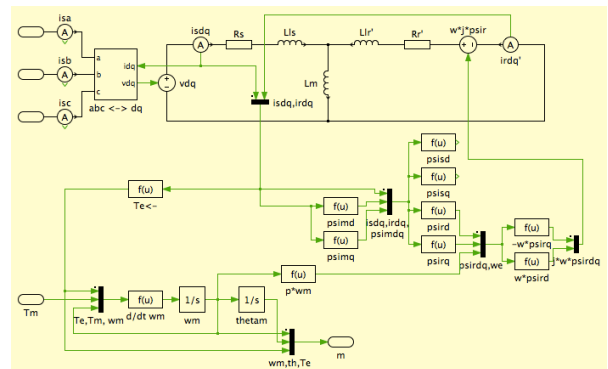 isa
isdq
Rs
Lls
Llr'
Rr'
w*j*psir
A
A
A
isb
a
idq
irdq'
A
b
vdq
vdq
Lm
isc
c
A
abc <-> dq
isdq,irdq
f(u)
psisd
f(u)
f(u)
Te<-
f(u)
psisq
psimd
isdq,irdq,
psimdq
f(u)
f(u)
psird
f(u)
-w*psirq
psimq
f(u)
psirq
psirdq,we
f(u)
j*w*psirdq
f(u)
w*psird
p*wm
Tm
Te,Tm, wm
f(u)
d/dt wm
1/s
wm
1/s
thetam
m
wm,th,Te